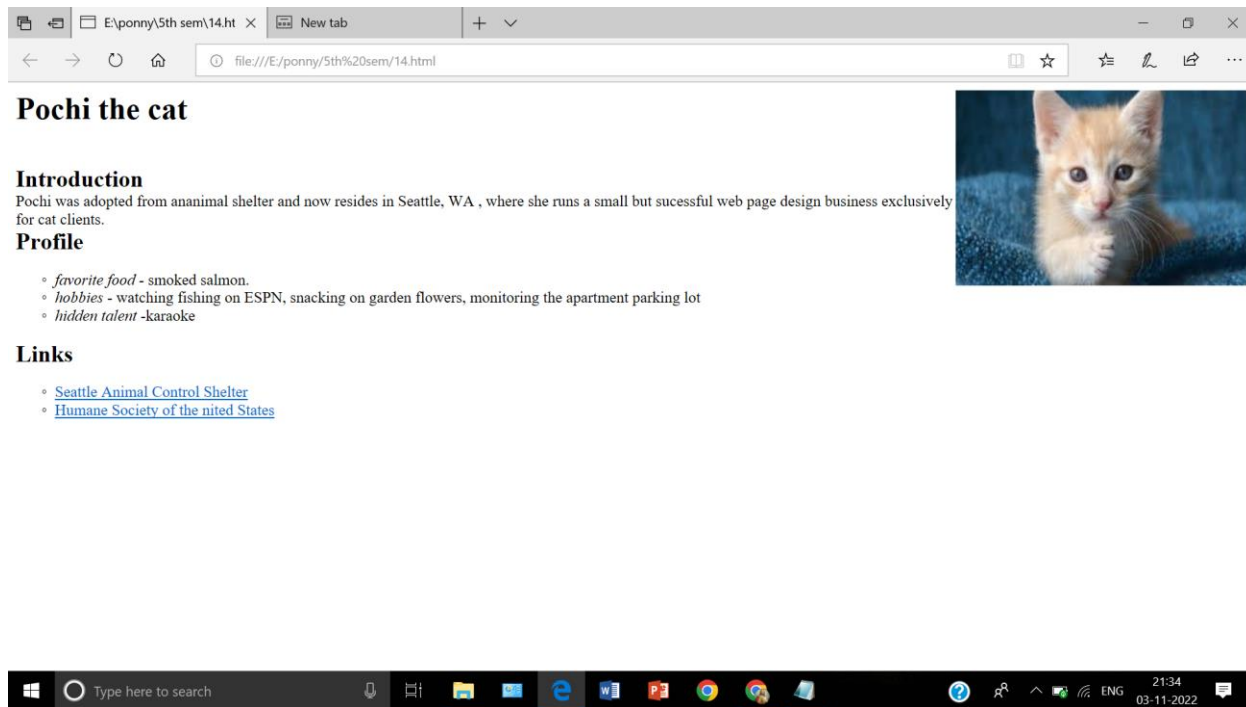 E:\ponny\5th sem\14.ht
New tab
file:///E:/ponny/5th%20sem/14.html
Pochi the cat
Introduction
Pochi was adopted from ananimal shelter and now resides in Seattle, WA , where she runs a small but sucessful web page design business exclusively
for cat clients.
Profile
favorite food - smoked salmon.
hobbies - watching fishing on ESPN, snacking on garden flowers, monitoring the apartment parking lot
hidden talent -karaoke
Links
Seattle Animal Control Shelter
Humane Society of the nited States
Type here to search
ENG
21:34
03-11-2022